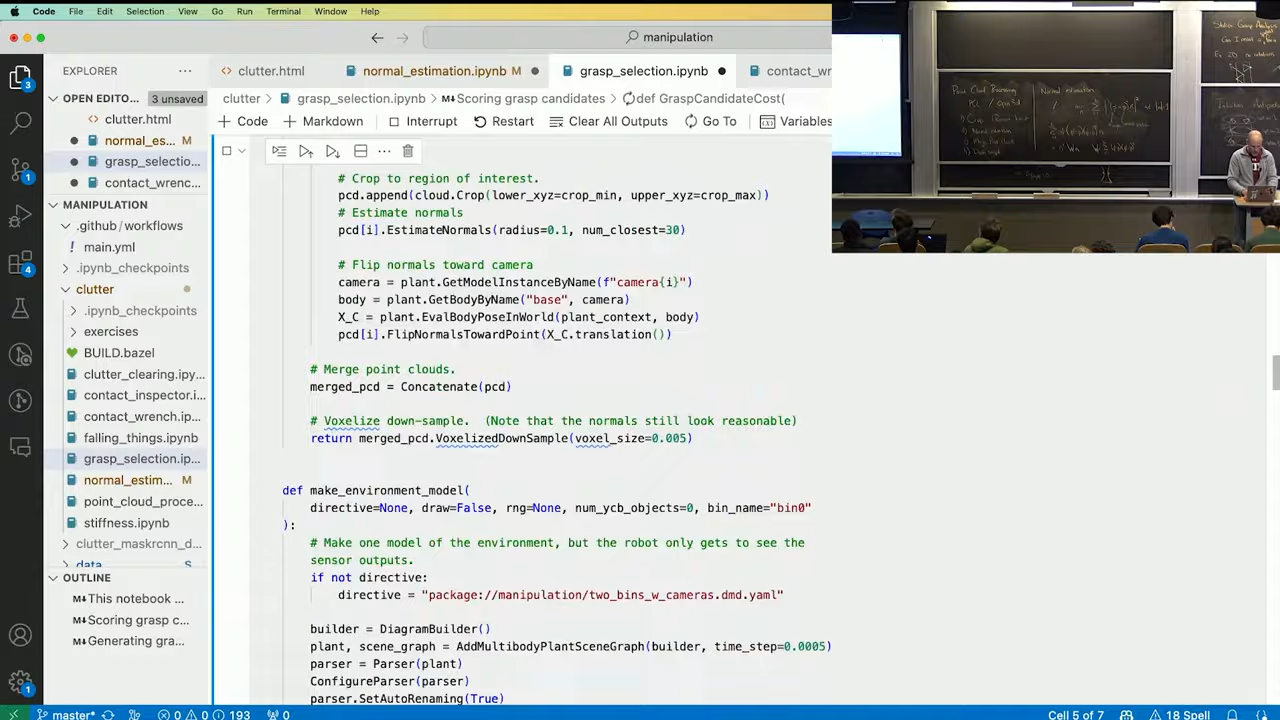 Code File Edit Selection View Go Run Terminal Window Help
manipulation
EXPLORER
clutter.html
normal_estimation.ipynb M
grasp_selection.ipynb
contact_wr
OPEN EDITO... 3 unsaved
clutter > grasp_selection.ipynb > M↓Scoring grasp candidates > def GraspCandidateCost(
clutter.html
+ Code + Markdown Interrupt Restart Clear All Outputs Go To Variables
normal_es... M
grasp_selectio...
contact_wrenc...
MANIPULATION
.github/workflows
main.yml
.ipynb_checkpoints
clutter
.ipynb_checkpoints
exercises
BUILD.bazel
clutter_clearing.ipy...
contact_inspector.i...
contact_wrench.ip...
falling_things.ipynb
grasp_selection.ip...
normal_estim... M
point_cloud_proce...
stiffness.ipynb
clutter_maskrcnn_d...
data S
OUTLINE
M↓This notebook ...
M↓Scoring grasp c...
M↓Generating gra...
# Crop to region of interest.
pcd.append(cloud.Crop(lower_xyz=crop_min, upper_xyz=crop_max))
# Estimate normals
pcd[i].EstimateNormals(radius=0.1, num_closest=30)
# Flip normals toward camera
camera = plant.GetModelInstanceByName(f"camera{i}")
body = plant.GetBodyByName("base", camera)
X_C = plant.EvalBodyPoseInWorld(plant_context, body)
pcd[i].FlipNormalsTowardPoint(X_C.translation())
# Merge point clouds.
merged_pcd = Concatenate(pcd)
# Voxelize down-sample. (Note that the normals still look reasonable)
return merged_pcd.VoxelizedDownSample(voxel_size=0.005)
def make_environment_model(
directive=None, draw=False, rng=None, num_ycb_objects=0, bin_name="bin0"
):
# Make one model of the environment, but the robot only gets to see the
sensor outputs.
if not directive:
directive = "package://manipulation/two_bins_w_cameras.dmd.yaml"
builder = DiagramBuilder()
plant, scene_graph = AddMultibodyPlantSceneGraph(builder, time_step=0.0005)
parser = Parser(plant)
ConfigureParser(parser)
parser.SetAutoRenaming(True)
Point Cloud Processing
Normal estimation
master* 0 0 193 0
Cell 5 of 7
18 Spell